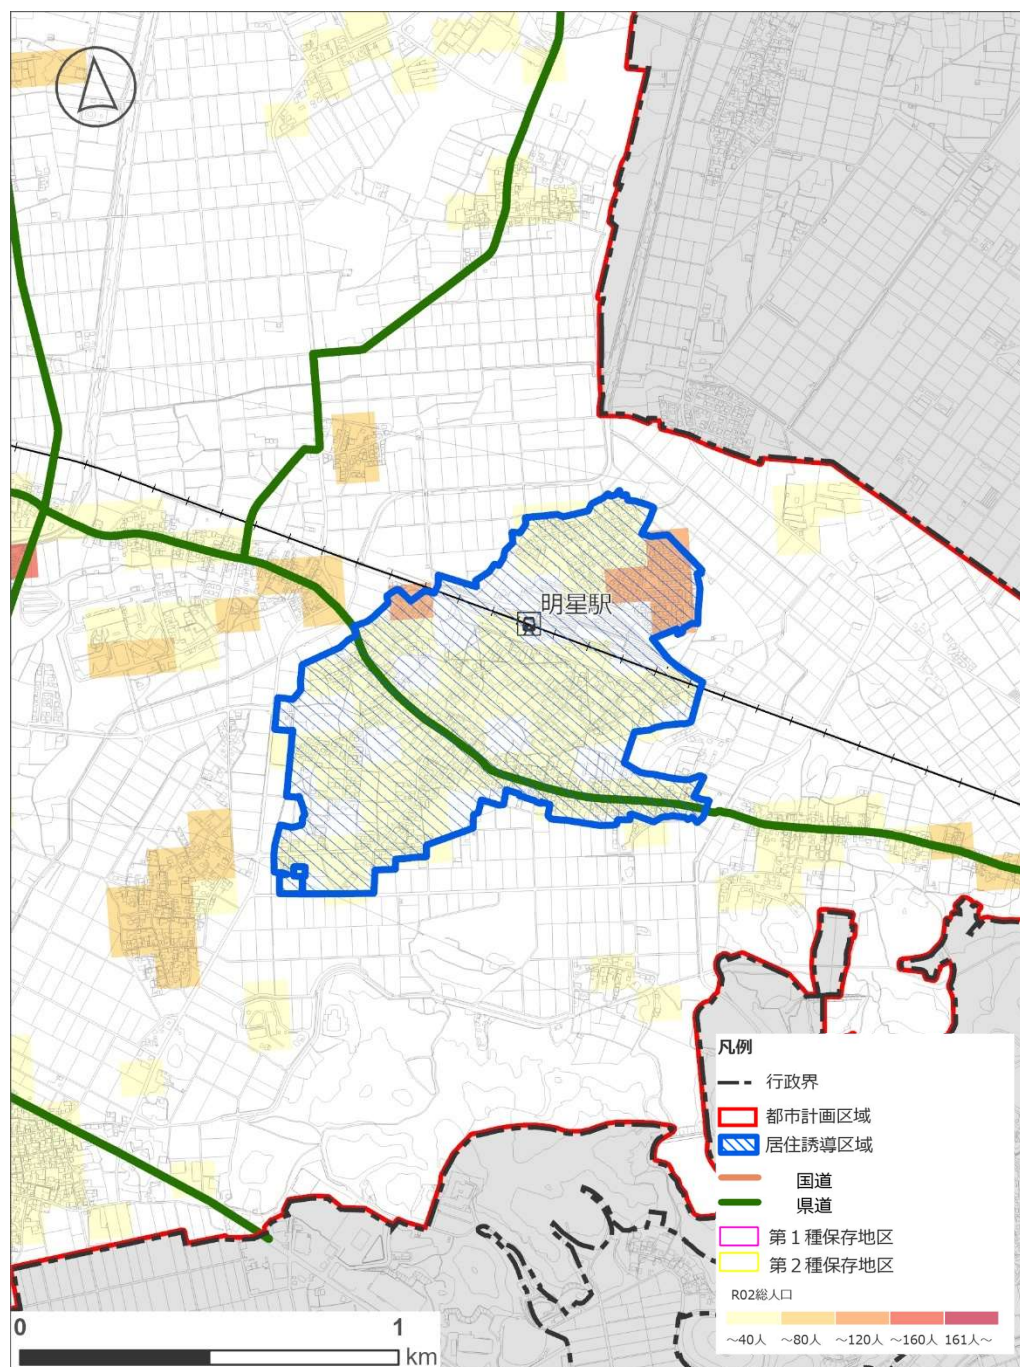 明星駅
凡例
行政界
都市計画区域
居住誘導区域
国道
県道
第1種保存地区
第2種保存地区
R02総人口
～40人 ～80人 ～120人 ～160人 161人～
0 1
km